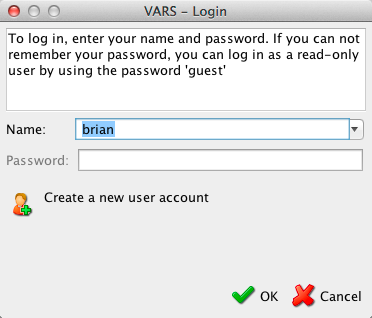 VARS - Login
To log in, enter your name and password. If you can not
remember your password, you can log in as a read-only
user by using the password 'guest'
Name: brian
Password:
Create a new user account
OK Cancel